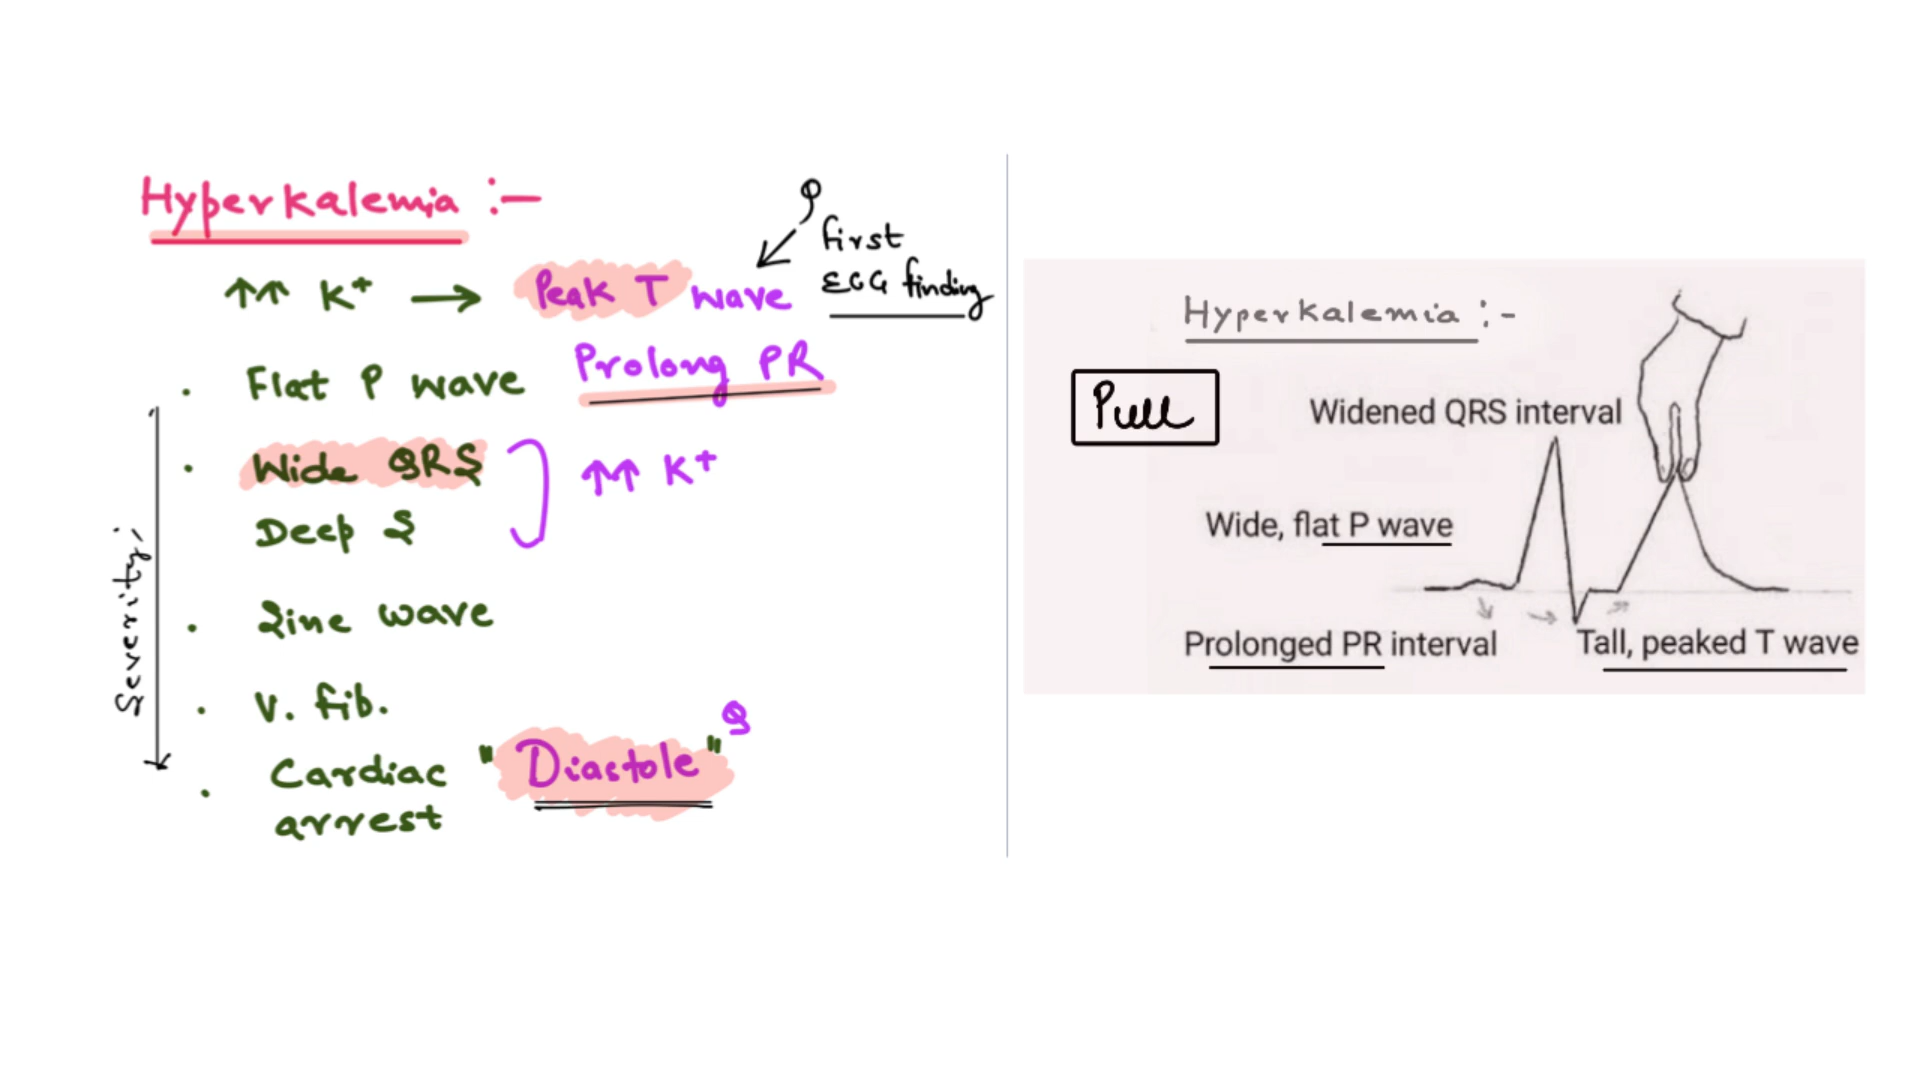 Hyperkalemia :-
↑↑ K+ → Peak T wave
first
ECG finding
• Flat P wave Prolong PR
• Wide QRS
Deep S
↑↑ K+
• Sine wave
• V. fib.
• Cardiac arrest "Diastole"
Severity:
Hyperkalemia :-
Pull
Widened QRS interval
Wide, flat P wave
Prolonged PR interval
Tall, peaked T wave